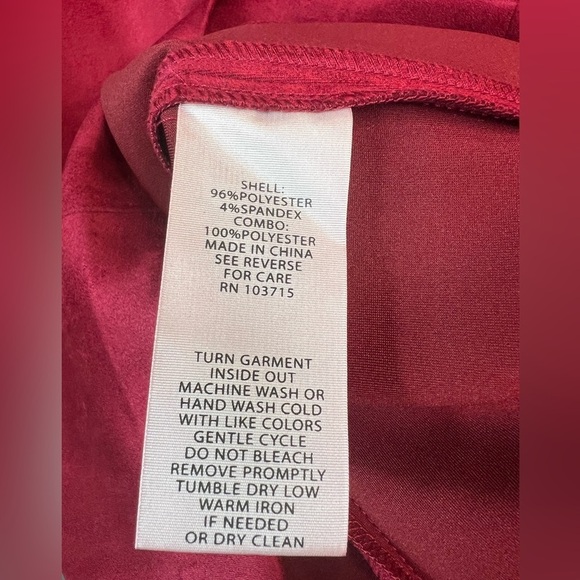 SHELL:
96%POLYESTER
4%SPANDEX
COMBO:
100%POLYESTER
MADE IN CHINA
SEE REVERSE
FOR CARE
RN 103715
TURN GARMENT
INSIDE OUT
MACHINE WASH OR
HAND WASH COLD
WITH LIKE COLORS
GENTLE CYCLE
DO NOT BLEACH
REMOVE PROMPTLY
TUMBLE DRY LOW
WARM IRON
IF NEEDED
OR DRY CLEAN